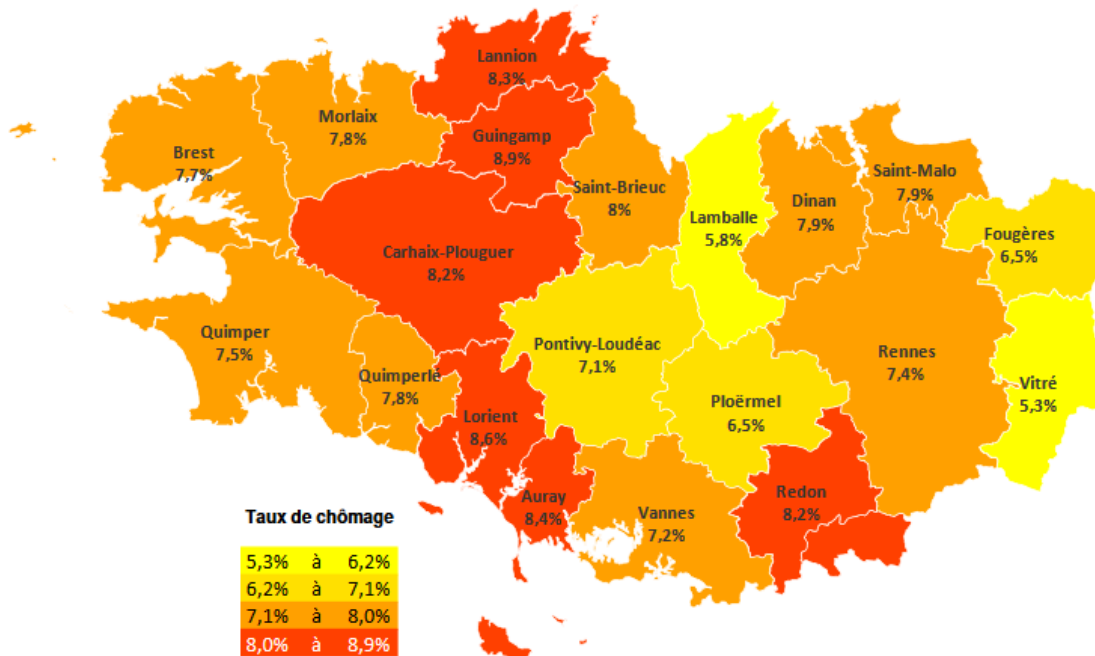 Lannion
8,3%
Morlaix
7,8%
Guingamp
8,9%
Brest
7,7%
Saint-Brieuc
8%
Lamballe
5,8%
Dinan
7,9%
Saint-Malo
7,9%
Fougères
6,5%
Carhaix-Plouguer
8,2%
Quimper
7,5%
Quimperlé
7,8%
Pontivy-Loudéac
7,1%
Rennes
7,4%
Vitré
5,3%
Ploërmel
6,5%
Lorient
8,6%
Auray
8,4%
Vannes
7,2%
Redon
8,2%
Taux de chômage
5,3% à 6,2%
6,2% à 7,1%
7,1% à 8,0%
8,0% à 8,9%